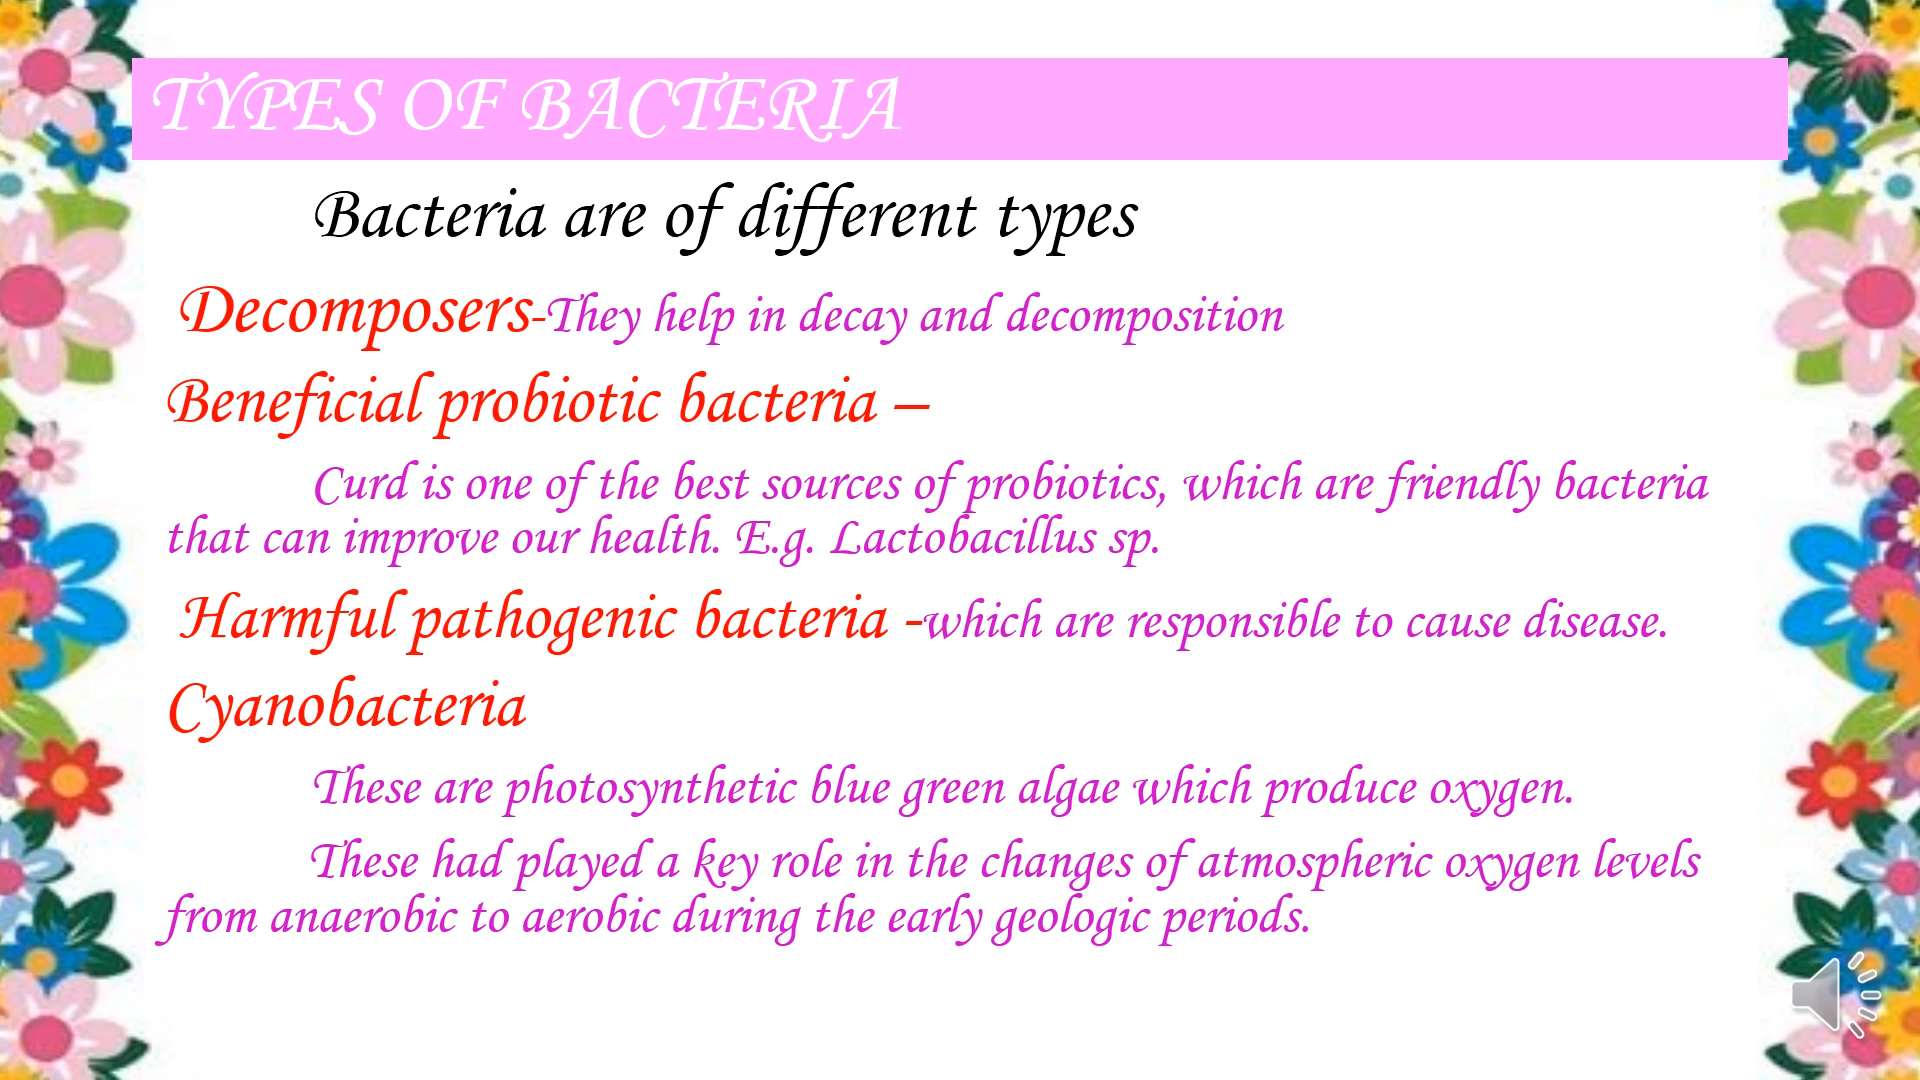 TYPES OF BACTERIA
Bacteria are of different types
Decomposers-They help in decay and decomposition
Beneficial probiotic bacteria –
Curd is one of the best sources of probiotics, which are friendly bacteria
that can improve our health. E.g. Lactobacillus sp.
Harmful pathogenic bacteria -which are responsible to cause disease.
Cyanobacteria
These are photosynthetic blue green algae which produce oxygen.
These had played a key role in the changes of atmospheric oxygen levels
from anaerobic to aerobic during the early geologic periods.